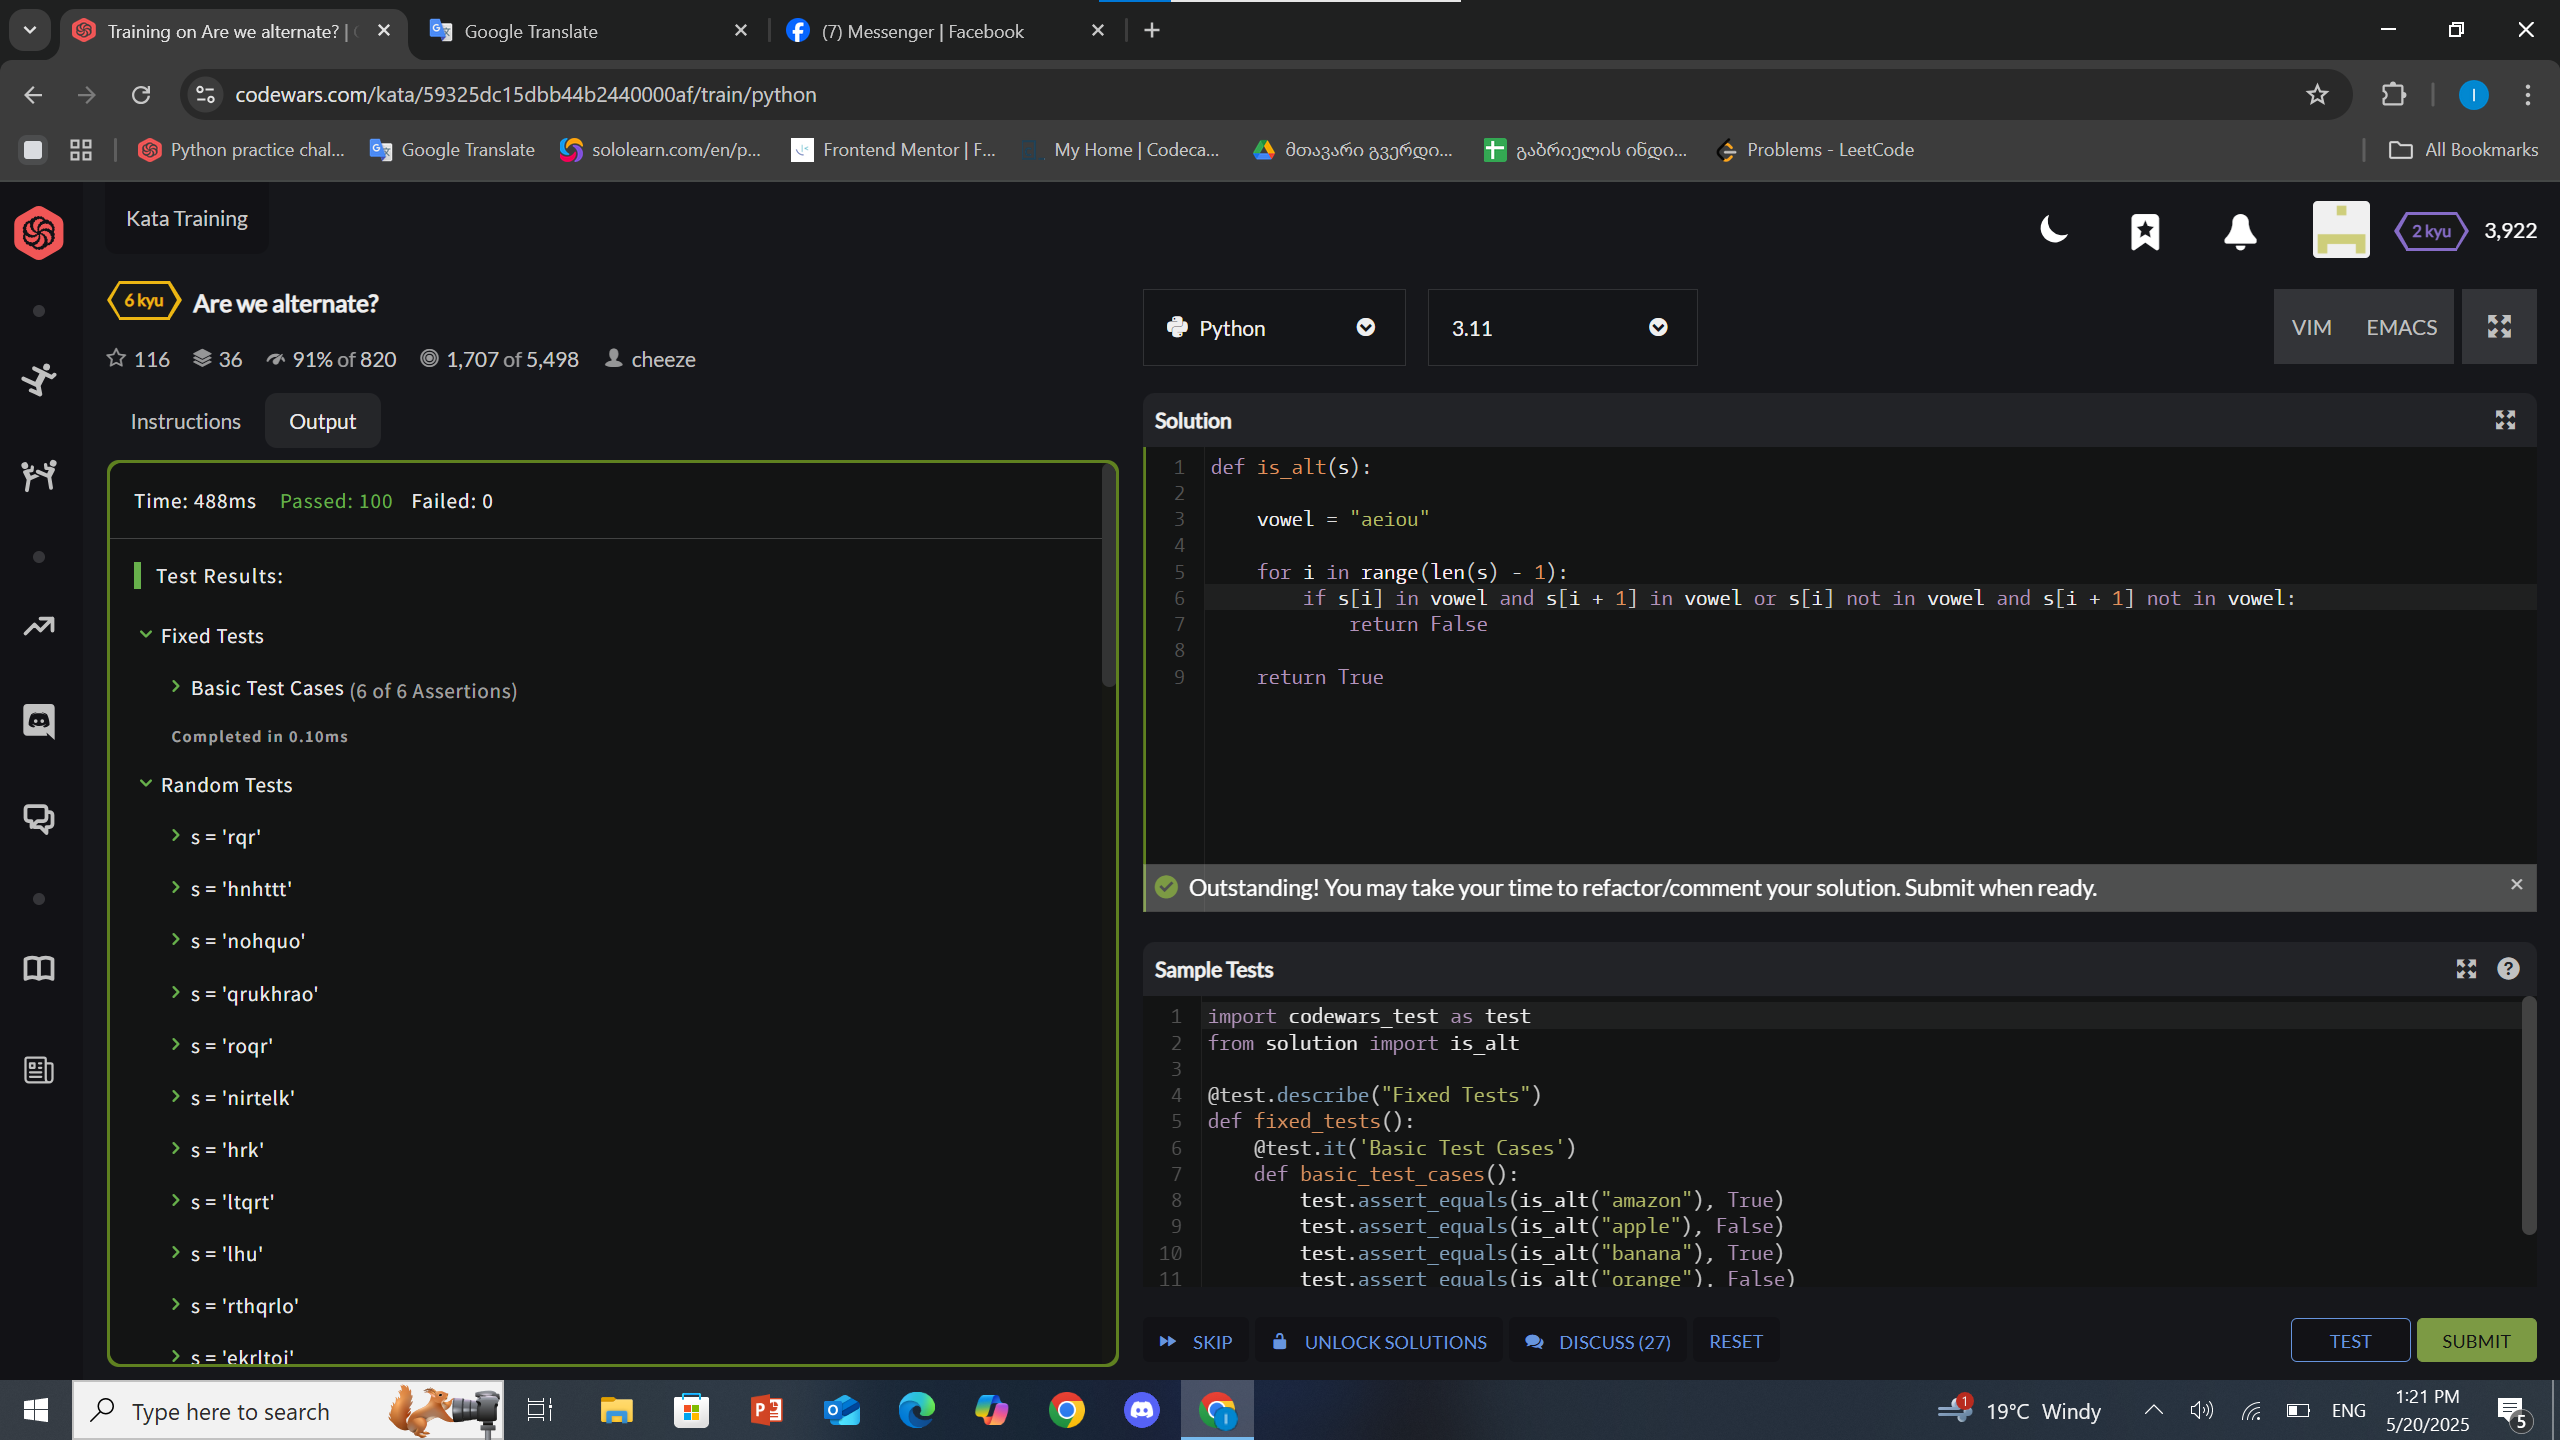 Training on Are we alternate? |
Google Translate
(7) Messenger | Facebook
codewars.com/kata/59325dc15dbb44b2440000af/train/python
Python practice chal...
Google Translate
sololearn.com/en/p...
Frontend Mentor | F...
My Home | Codeca...
მთავარი გვერდი...
გაბრიელის ინდი...
Problems - LeetCode
All Bookmarks
Kata Training
2 kyu
3,922
6 kyu
Are we alternate?
116
36
91% of 820
1,707 of 5,498
cheeze
Python
3.11
VIM
EMACS
Instructions
Output
Time: 488ms
Passed: 100
Failed: 0
Test Results:
Fixed Tests
Basic Test Cases (6 of 6 Assertions)
Completed in 0.10ms
Random Tests
s = 'rqr'
s = 'hnhttt'
s = 'nohquo'
s = 'qrukhrao'
s = 'roqr'
s = 'nirtelk'
s = 'hrk'
s = 'ltqrt'
s = 'lhu'
s = 'rthqrlo'
s = 'ekrltoi'
Solution
1 def is_alt(s):
2
3 vowel = "aeiou"
4
5 for i in range(len(s) - 1):
6 if s[i] in vowel and s[i + 1] in vowel or s[i] not in vowel and s[i + 1] not in vowel:
7 return False
8
9 return True
Outstanding! You may take your time to refactor/comment your solution. Submit when ready.
Sample Tests
1 import codewars_test as test
2 from solution import is_alt
3
4 @test.describe("Fixed Tests")
5 def fixed_tests():
6 @test.it('Basic Test Cases')
7 def basic_test_cases():
8 test.assert_equals(is_alt("amazon"), True)
9 test.assert_equals(is_alt("apple"), False)
10 test.assert_equals(is_alt("banana"), True)
11 test.assert_equals(is_alt("orange"), False)
SKIP
UNLOCK SOLUTIONS
DISCUSS (27)
RESET
TEST
SUBMIT
Type here to search
1
19°C Windy
ENG
1:21 PM
5/20/2025
5